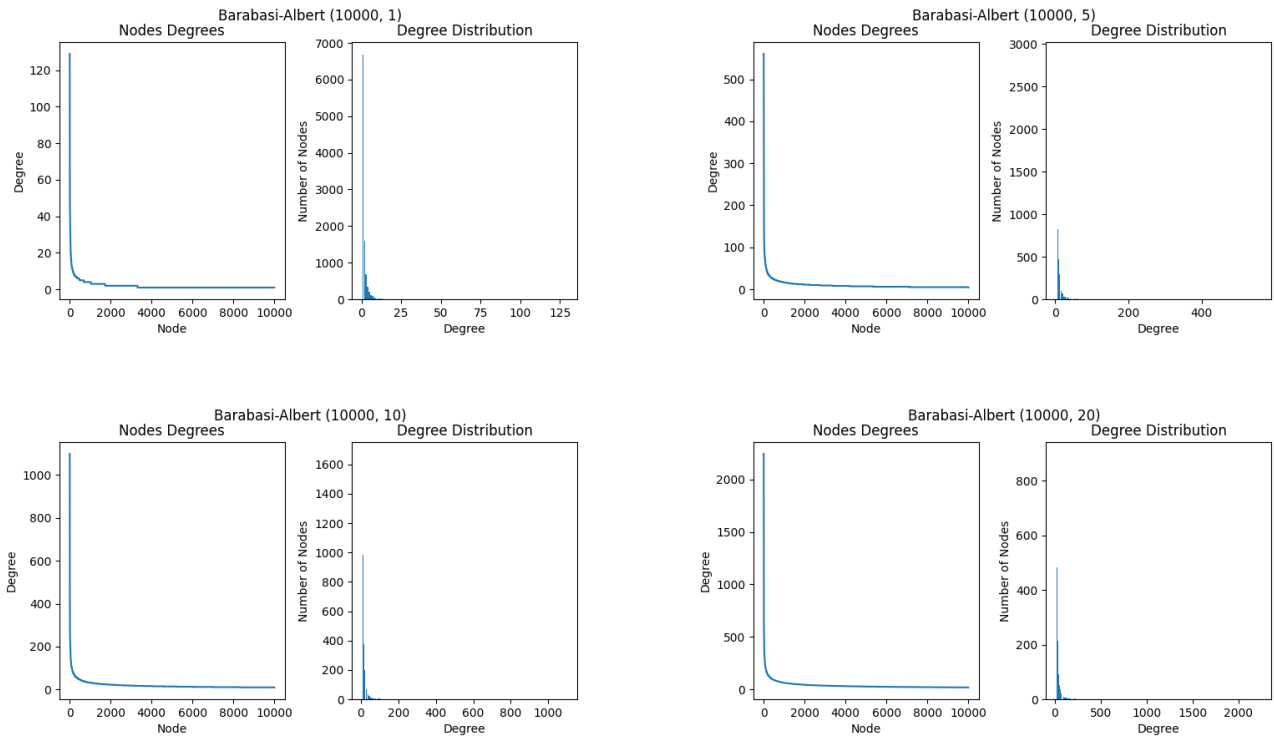 Barabasi-Albert (10000, 1)
Nodes Degrees
Degree Distribution
120
100
80
60
40
20
0
Degree
0 2000 4000 6000 8000 10000
Node
7000
6000
5000
4000
3000
2000
1000
0
Number of Nodes
0 25 50 75 100 125
Degree
Barabasi-Albert (10000, 5)
Nodes Degrees
Degree Distribution
500
400
300
200
100
0
Degree
0 2000 4000 6000 8000 10000
Node
3000
2500
2000
1500
1000
500
0
Number of Nodes
0 200 400
Degree
Barabasi-Albert (10000, 10)
Nodes Degrees
Degree Distribution
1000
800
600
400
200
0
Degree
0 2000 4000 6000 8000 10000
Node
1600
1400
1200
1000
800
600
400
200
0
Number of Nodes
0 200 400 600 800 1000
Degree
Barabasi-Albert (10000, 20)
Nodes Degrees
Degree Distribution
2000
1500
1000
500
0
Degree
0 2000 4000 6000 8000 10000
Node
800
600
400
200
0
Number of Nodes
0 500 1000 1500 2000
Degree